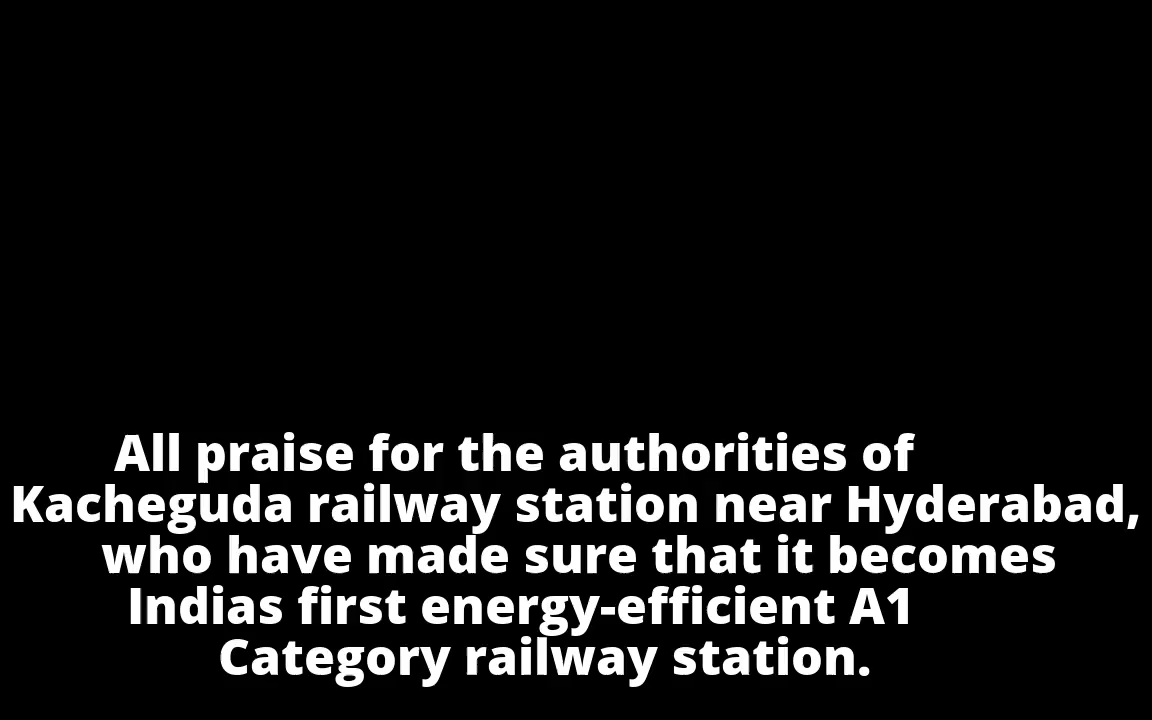 All praise for the authorities of
Kacheguda railway station near Hyderabad,
who have made sure that it becomes
Indias first energy-efficient A1
Category railway station.